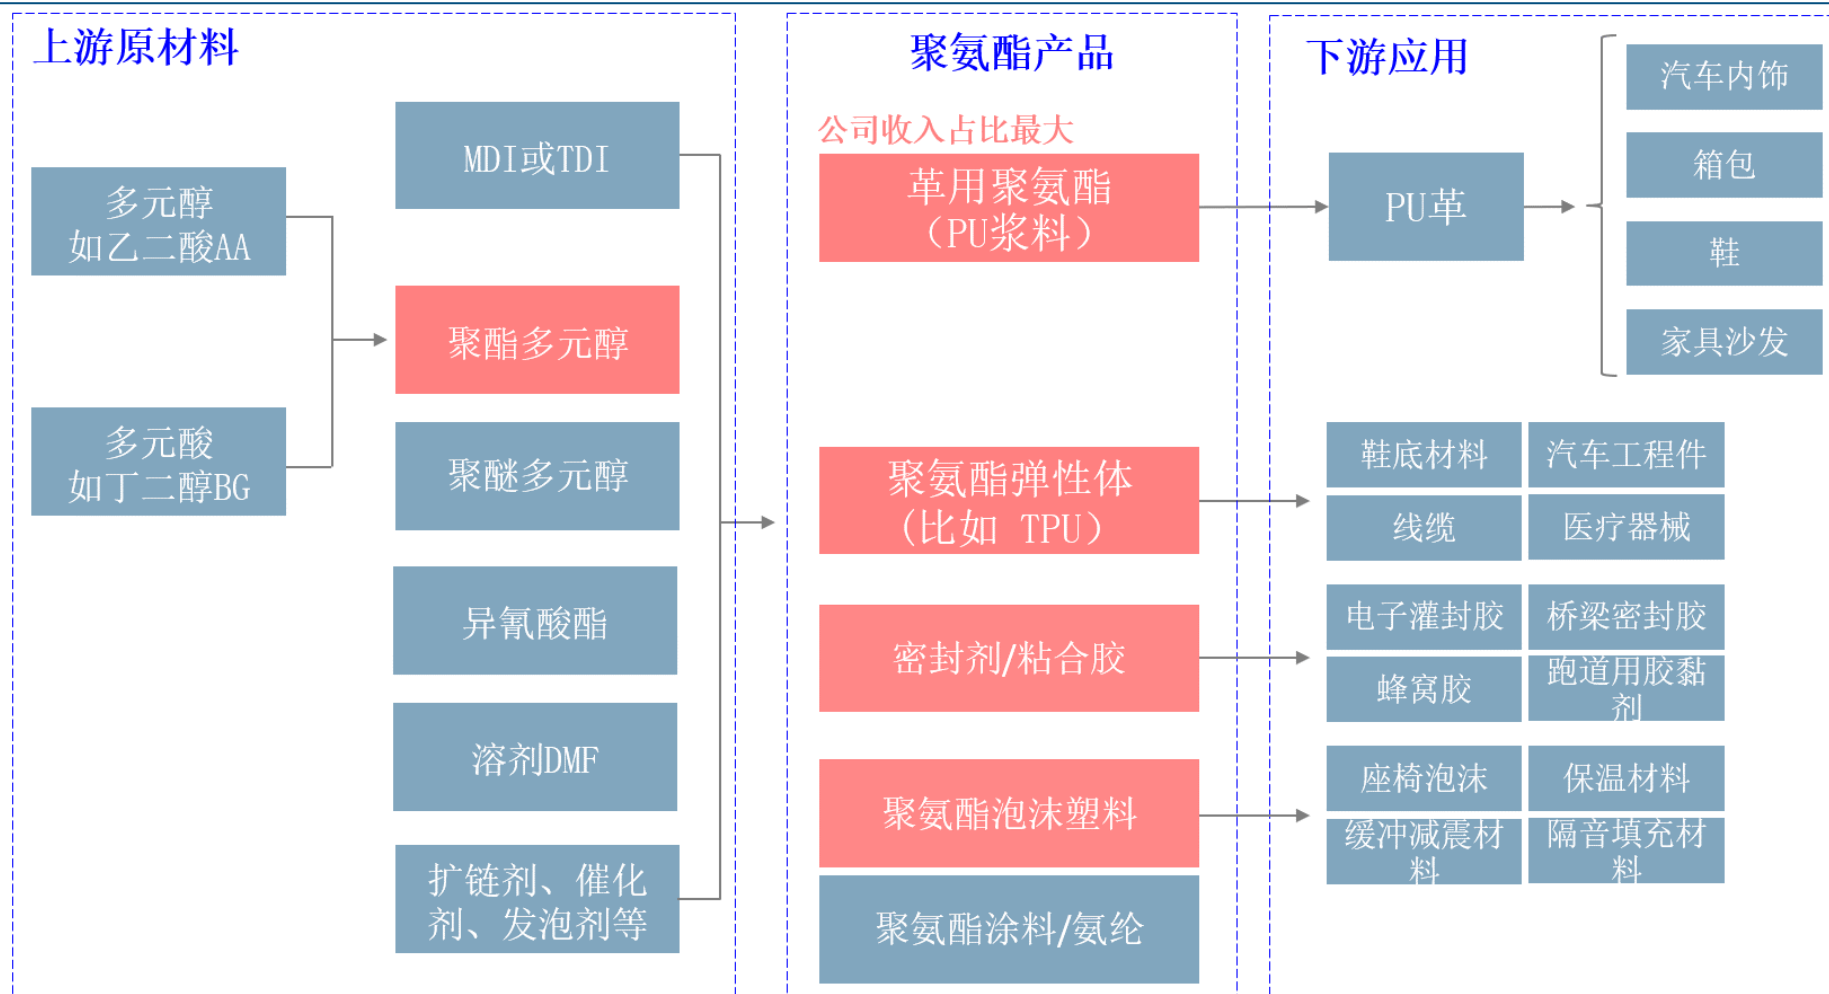 上游原材料
多元醇
如乙二酸AA
多元酸
如丁二醇BG
MDI或TDI
聚酯多元醇
聚醚多元醇
异氰酸酯
溶剂DMF
扩链剂、催化
剂、发泡剂等
聚氨酯产品
公司收入占比最大
革用聚氨酯
（PU浆料）
聚氨酯弹性体
(比如 TPU）
密封剂/粘合胶
聚氨酯泡沫塑料
聚氨酯涂料/氨纶
下游应用
PU革
汽车内饰
箱包
鞋
家具沙发
鞋底材料
汽车工程件
线缆
医疗器械
电子灌封胶
桥梁密封胶
蜂窝胶
跑道用胶黏
剂
座椅泡沫
保温材料
缓冲减震材
料
隔音填充材
料